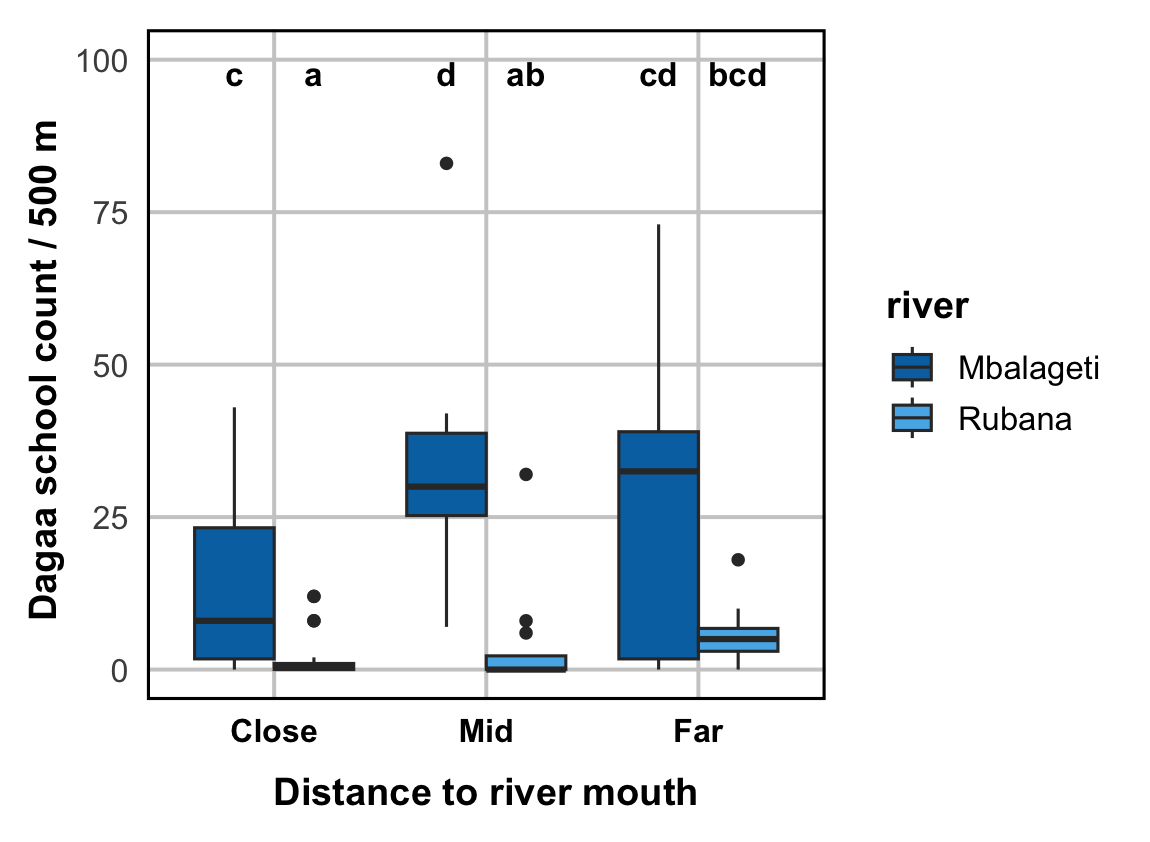 Dagaa school count / 500 m
100
75
50
25
0
c a d ab cd bcd
Close Mid Far
Distance to river mouth
river
Mbalageti
Rubana